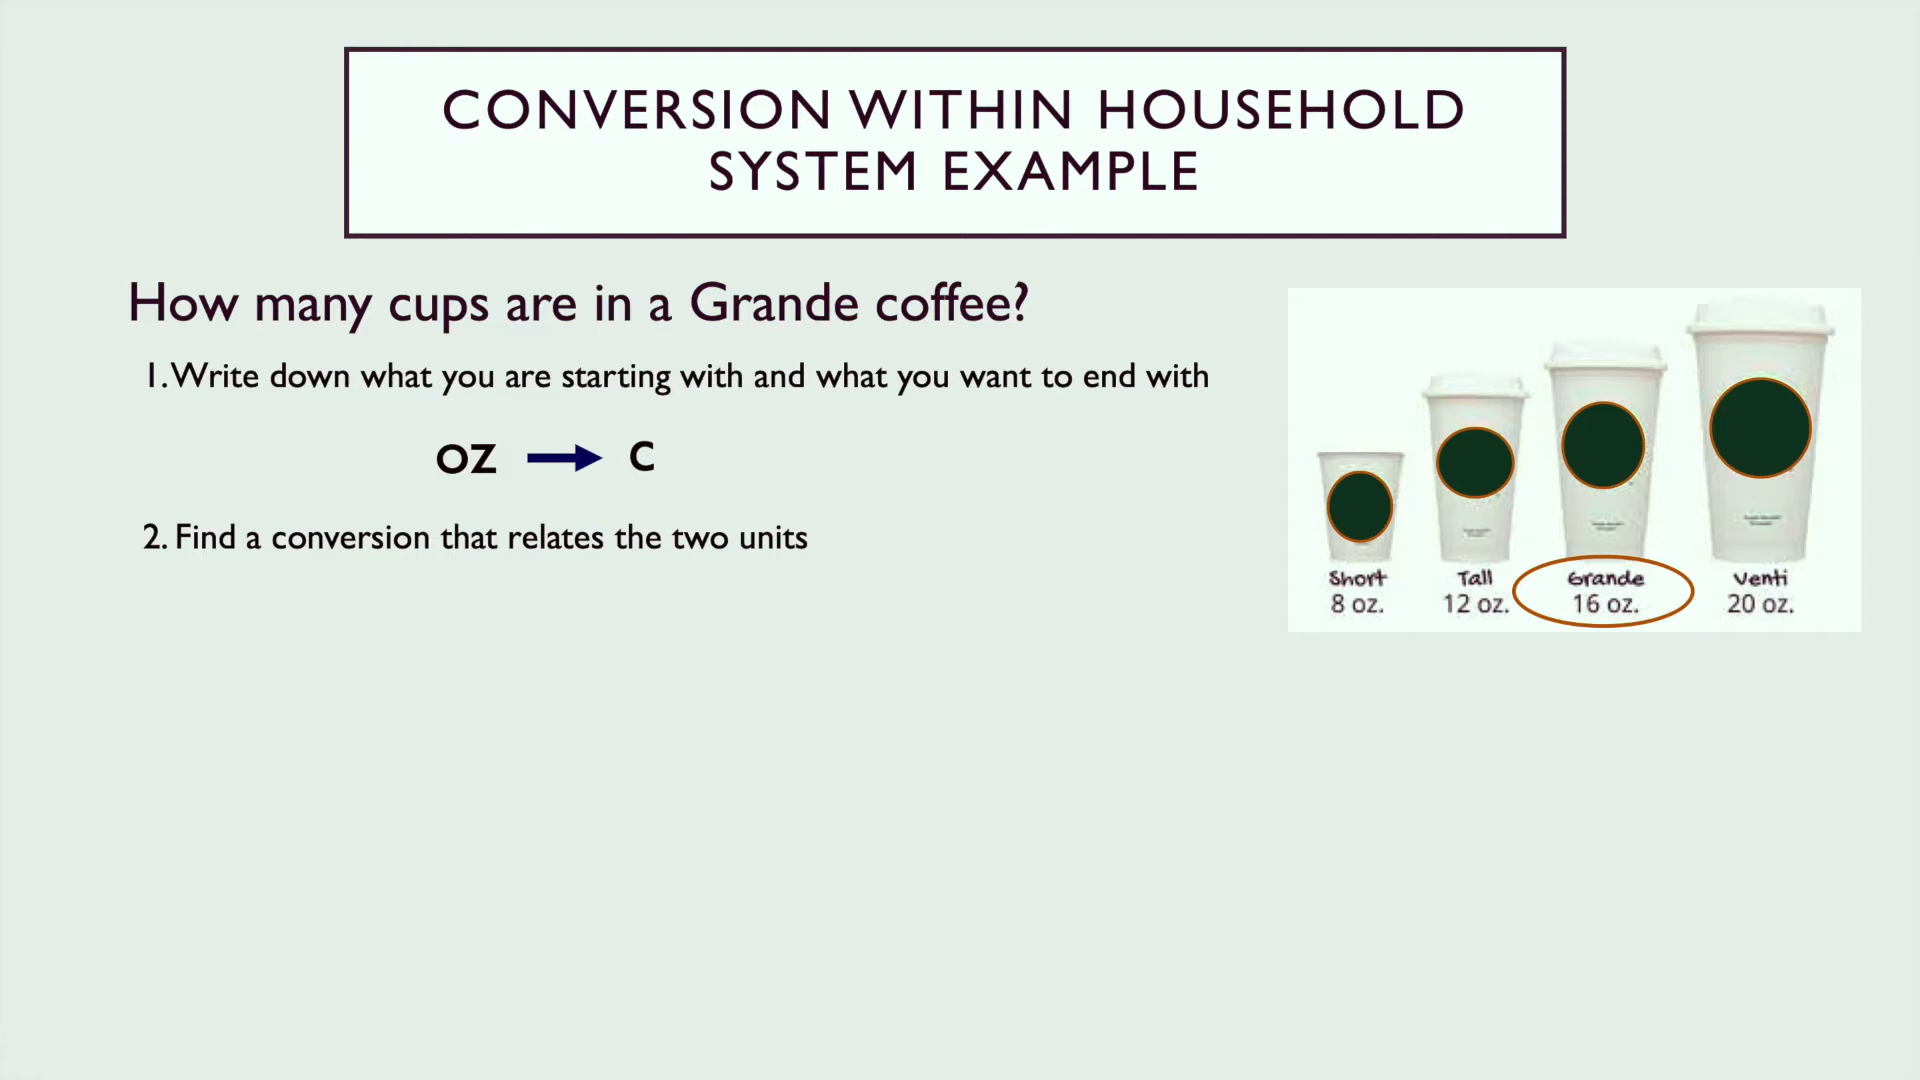 CONVERSION WITHIN HOUSEHOLD
SYSTEM EXAMPLE
How many cups are in a Grande coffee?
1. Write down what you are starting with and what you want to end with
OZ C
2. Find a conversion that relates the two units
Short Tall Grande Venti
8 oz. 12 oz. 16 oz. 20 oz.